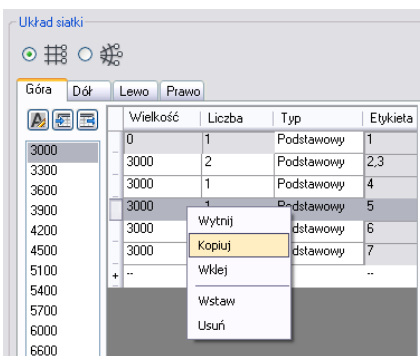 Układ siatki
Góra Dół Lewo Prawo
3000
3300
3600
3900
4200
4500
5100
5400
5700
6000
6600
Wielkość Liczba Typ Etykieta
0 1 Podstawowy 1
3000 2 Podstawowy 2,3
3000 1 Podstawowy 4
3000 1 Podstawowy 5
3000 dstawowy 6
3000 dstawowy 7
+ -- --
Wytnij
Kopiuj
Wklej
Wstaw
Usuń